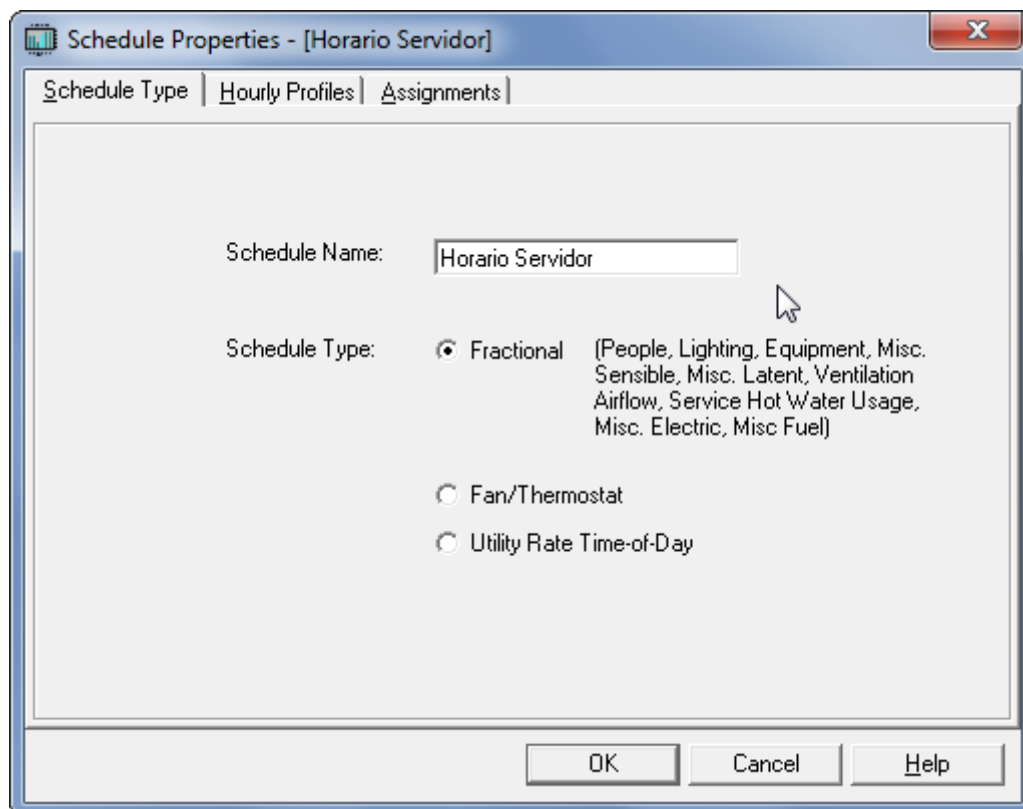 Schedule Properties - [Horario Servidor]
Schedule Type
Hourly Profiles
Assignments
Schedule Name:
Horario Servidor
Schedule Type:
Fractional
(People, Lighting, Equipment, Misc.
Sensible, Misc. Latent, Ventilation
Airflow, Service Hot Water Usage,
Misc. Electric, Misc Fuel)
Fan/Thermostat
Utility Rate Time-of-Day
OK
Cancel
Help